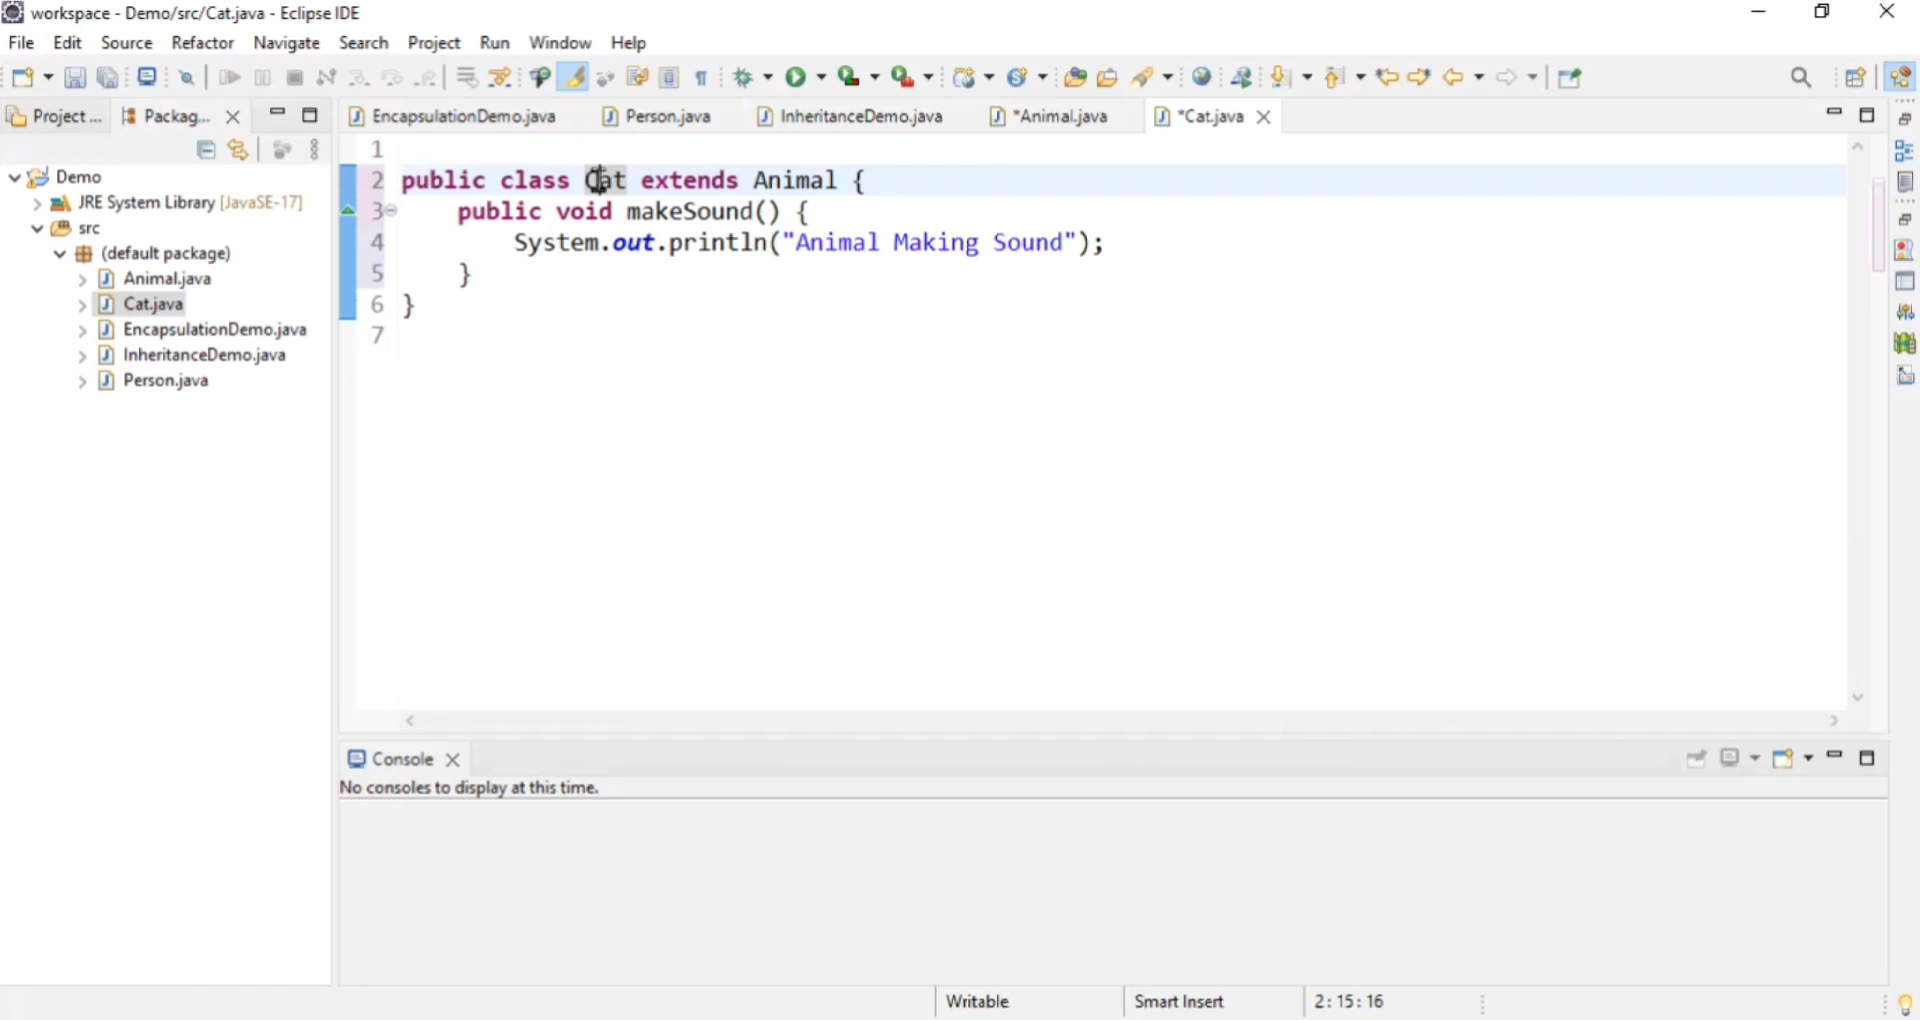 workspace - Demo/src/Cat.java - Eclipse IDE
File Edit Source Refactor Navigate Search Project Run Window Help
Project ... Packag...
EncapsulationDemo.java Person.java InheritanceDemo.java *Animal.java *Cat.java
Demo
JRE System Library [JavaSE-17]
src
(default package)
Animal.java
Cat.java
EncapsulationDemo.java
InheritanceDemo.java
Person.java
1
2 public class Cat extends Animal {
3 public void makeSound() {
4 System.out.println("Animal Making Sound");
5 }
6 }
7
Console
No consoles to display at this time.
Writable Smart Insert 2 : 15 : 16